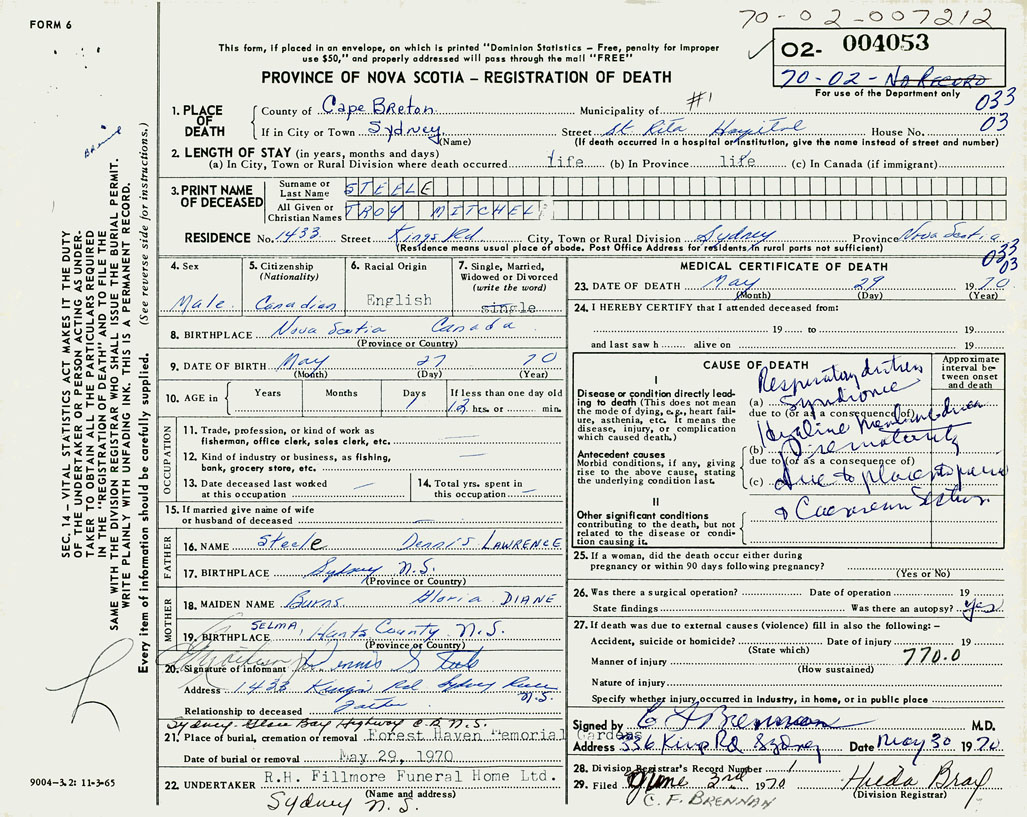 FORM 6
70-02-007212
02- 004053
70-02- No Record
For use of the Department only
033
03
This form, if placed in an envelope, on which is printed "Dominion Statistics – Free, penalty for improper
use $50," and properly addressed will pass through the mail "FREE"
PROVINCE OF NOVA SCOTIA – REGISTRATION OF DEATH
1. PLACE OF DEATH
County of Cape Breton Municipality of #1
If in City or Town Sydney (Name) Street St Rita Hospital House No.
(If death occurred in a hospital or institution, give the name instead of street and number)
2. LENGTH OF STAY (in years, months and days)
(a) In City, Town or Rural Division where death occurred life (b) In Province life (c) In Canada (if immigrant)
3. PRINT NAME OF DECEASED
Surname or Last Name STEELE
All Given or Christian Names TROY MITCHEL
RESIDENCE No. 1433 Street Kings Rd. City, Town or Rural Division Sydney Province Nova Scotia
(Residence means usual place of abode. Post Office Address for residents in rural ports not sufficient)
033
03
4. Sex
Male
5. Citizenship (Nationality)
Canadian
6. Racial Origin
English
7. Single, Married, Widowed or Divorced (write the word)
single
8. BIRTHPLACE Nova Scotia Canada
(Province or Country)
9. DATE OF BIRTH May 27 70
(Month) (Day) (Year)
10. AGE in Years Months Days 1 If less than one day old 12 hrs. or min.
OCCUPATION
11. Trade, profession or kind of work as fisherman, office clerk, sales clerk, etc.
12. Kind of industry or business, as fishing, bank, grocery store, etc.
13. Date deceased last worked at this occupation
14. Total yrs. spent in this occupation
15. If married give name of wife or husband of deceased
FATHER
16. NAME Steele Dennis LAWRENCE
17. BIRTHPLACE Sydney N.S.
(Province or Country)
MOTHER
18. MAIDEN NAME Burns Gloria DIANE
19. BIRTHPLACE SELMA, Hants County N.S.
(Province or Country)
20. Signature of informant Dennis Steele
Address 1433 Kings Rd Sydney River N.S.
Relationship to deceased father
Sydney-Glace Bay Highway C.B. N.S.
21. Place of burial, cremation or removal Forest Haven Memorial Gardens
Date of burial or removal May 29, 1970
22. UNDERTAKER R.H. Fillmore Funeral Home Ltd.
(Name and address)
Sydney N.S.
MEDICAL CERTIFICATE OF DEATH
23. DATE OF DEATH May 29 1970
(Month) (Day) (Year)
24. I HEREBY CERTIFY that I attended deceased from:
19 to 19
and last saw h alive on 19
CAUSE OF DEATH
Approximate interval between onset and death
I
Disease or condition directly leading to death (This does not mean the mode of dying, e.g., heart failure, asthenia, etc. it means the disease, injury, or complication which caused death.)
(a) Respiratory distress Syndrome
due to (or as a consequence of)
Antecedent causes
Morbid conditions, if any, giving rise to the above cause, stating the underlying condition last.
Hyaline Membrane disease
(b) Prematurity
due to (or as a consequence of)
(c) due to placenta previa
& Caesarean Section
II
Other significant conditions contributing to the death, but not related to the disease or condition causing it.
25. If a woman, did the death occur either during pregnancy or within 90 days following pregnancy?
(Yes or No)
26. Was there a surgical operation? Date of operation 19
State findings Was there an autopsy? yes
27. If death was due to external causes (violence) fill in also the following:–
Accident, suicide or homicide? Date of injury 19
(State which)
Manner of injury 770.0
(How sustained)
Nature of injury
Specify whether injury occurred in Industry, in home, or in public place
Signed by Brennan M.D.
Address 336 Kings Rd Sydney Date May 30 1970
28. Division Registrar's Record Number 1
29. Filed June 3rd 1970 Hilda Bray
(Division Registrar)
C. F. BRENNAN
SEC. 14 – VITAL STATISTICS ACT MAKES IT THE DUTY
OF THE UNDERTAKER OR PERSON ACTING AS UNDER-
TAKER TO OBTAIN ALL THE PARTICULARS REQUIRED
IN THE "REGISTRATION OF DEATH" AND TO FILE THE
SAME WITH THE DIVISION REGISTRAR WHO SHALL ISSUE THE BURIAL PERMIT.
WRITE PLAINLY WITH UNFADING INK. THIS IS A PERMANENT RECORD.
Every item of information should be carefully supplied. (See reverse side for instructions.)
9004-3.2: 11-3-65